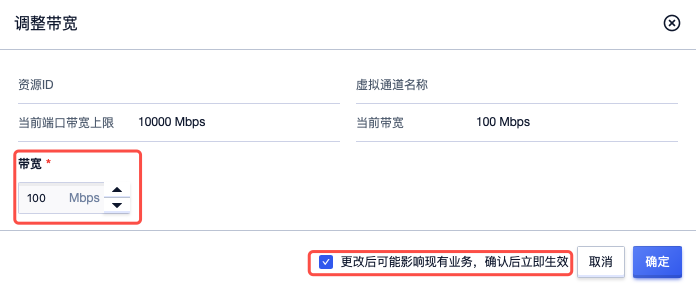 调整带宽
资源ID
虚拟通道名称
当前端口带宽上限 10000 Mbps
当前带宽 100 Mbps
带宽 *
100 Mbps
更改后可能影响现有业务，确认后立即生效
取消
确定